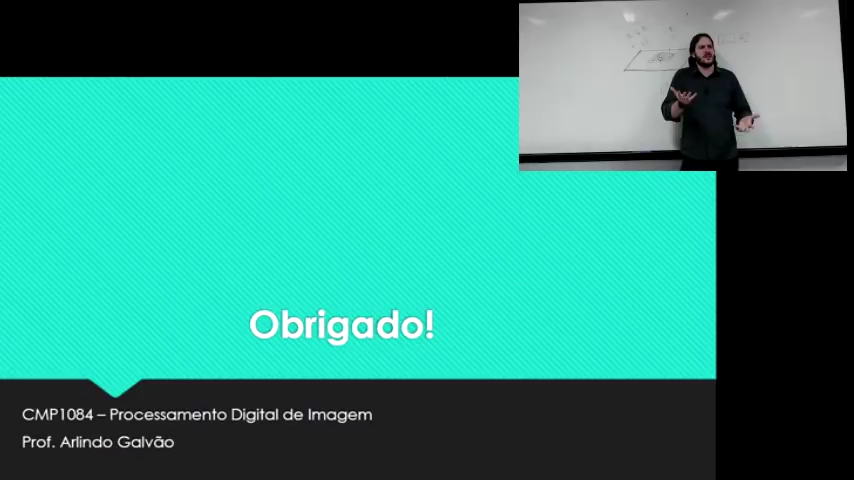 Obrigado!
CMP1084 – Processamento Digital de Imagem
Prof. Arlindo Galvão